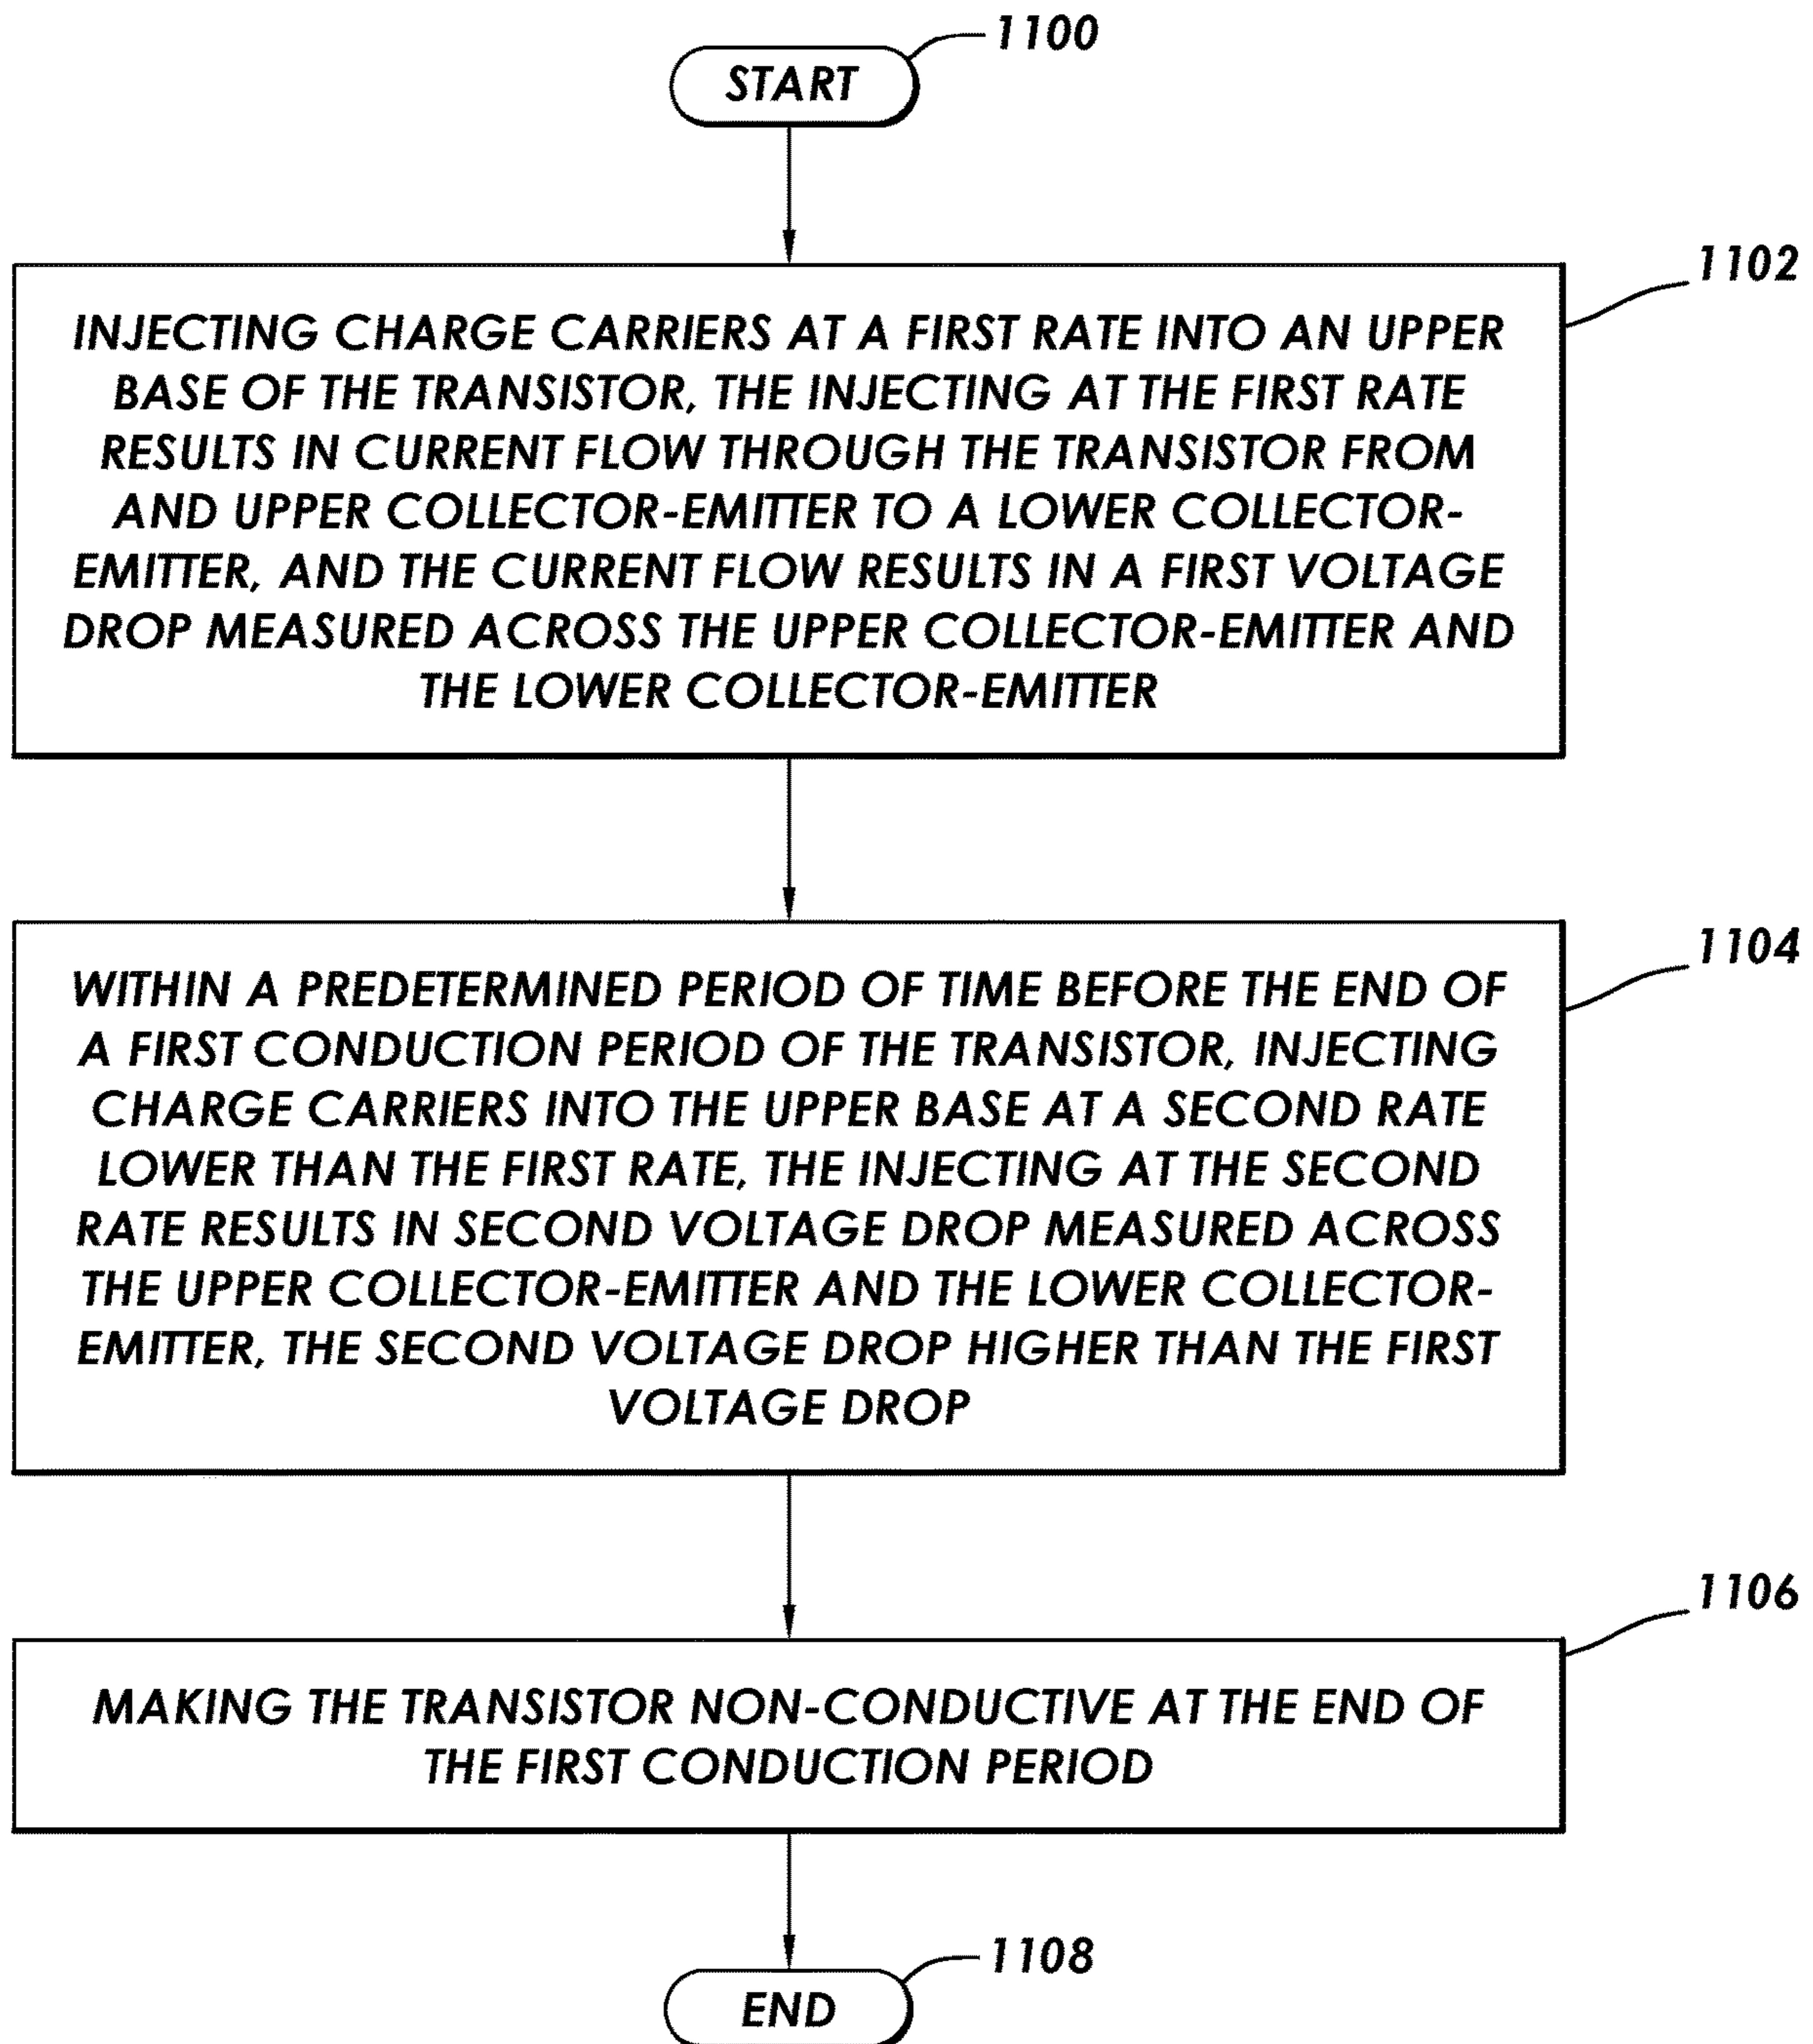 1100
START
1102
INJECTING CHARGE CARRIERS AT A FIRST RATE INTO AN UPPER
BASE OF THE TRANSISTOR, THE INJECTING AT THE FIRST RATE
RESULTS IN CURRENT FLOW THROUGH THE TRANSISTOR FROM
AND UPPER COLLECTOR-EMITTER TO A LOWER COLLECTOR-
EMITTER, AND THE CURRENT FLOW RESULTS IN A FIRST VOLTAGE
DROP MEASURED ACROSS THE UPPER COLLECTOR-EMITTER AND
THE LOWER COLLECTOR-EMITTER
1104
WITHIN A PREDETERMINED PERIOD OF TIME BEFORE THE END OF
A FIRST CONDUCTION PERIOD OF THE TRANSISTOR, INJECTING
CHARGE CARRIERS INTO THE UPPER BASE AT A SECOND RATE
LOWER THAN THE FIRST RATE, THE INJECTING AT THE SECOND
RATE RESULTS IN SECOND VOLTAGE DROP MEASURED ACROSS
THE UPPER COLLECTOR-EMITTER AND THE LOWER COLLECTOR-
EMITTER, THE SECOND VOLTAGE DROP HIGHER THAN THE FIRST
VOLTAGE DROP
1106
MAKING THE TRANSISTOR NON-CONDUCTIVE AT THE END OF
THE FIRST CONDUCTION PERIOD
1108
END